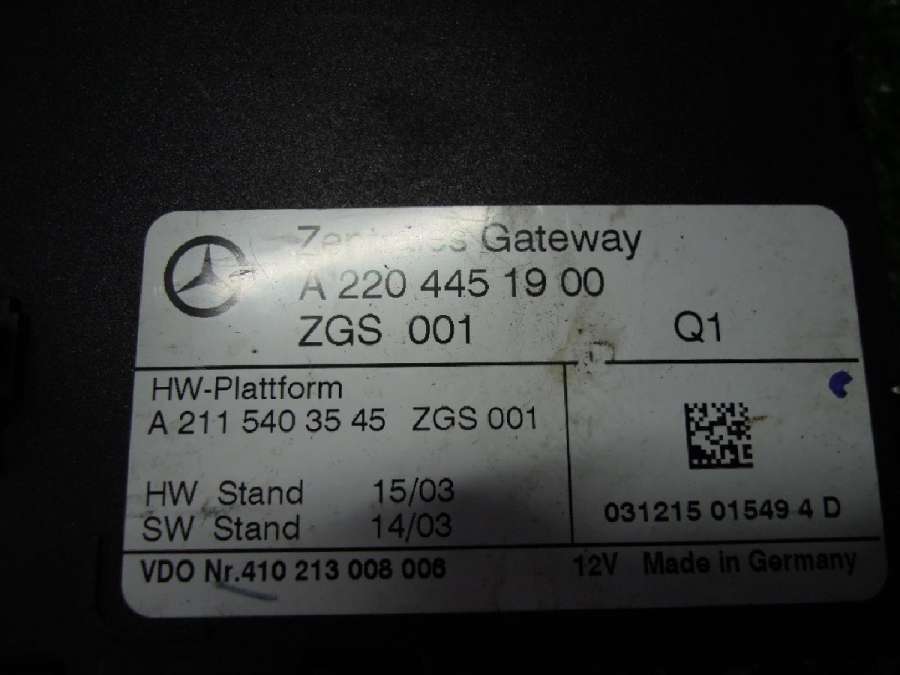 Zentrales Gateway
A 220 445 19 00
ZGS 001 Q1
HW-Plattform
A 211 540 35 45 ZGS 001
HW Stand 15/03
SW Stand 14/03
031215 01549 4 D
VDO Nr.410 213 008 006 12V Made in Germany